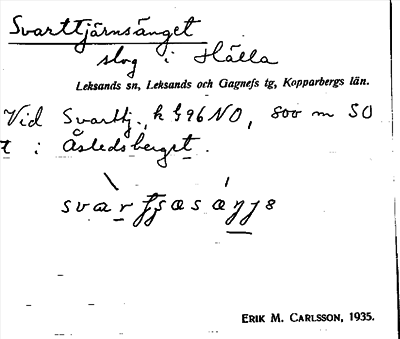 Svarttjärnsänget
slog i Hälla
Leksands sn, Leksands och Gagnefs tg, Kopparbergs län.
Vid Svarttj., k § 96 NO, 800 m SO
t i Åsledsberget.
ERIK M. CARLSSON, 1935.